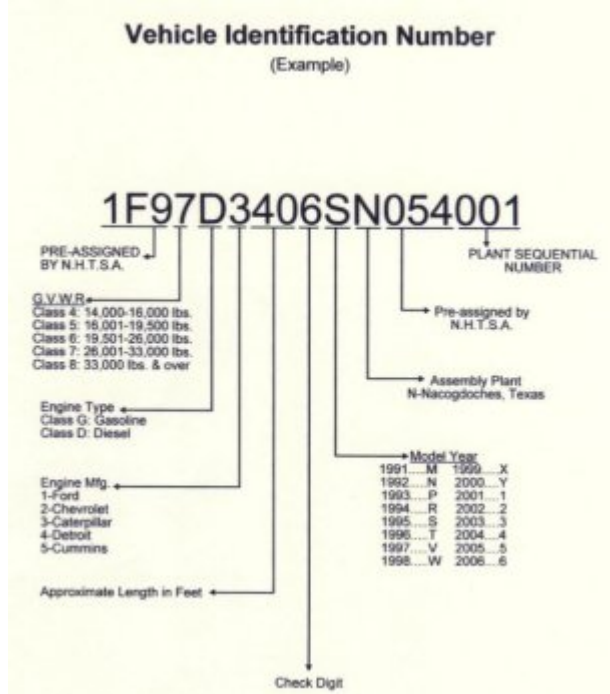 Vehicle Identification Number
(Example)
1F97D3406SN054001
PRE-ASSIGNED
BY N.H.T.S.A.
PLANT SEQUENTIAL
NUMBER
G.V.W.R.
Class 4: 14,000-16,000 lbs.
Class 5: 16,001-19,500 lbs.
Class 6: 19,501-26,000 lbs.
Class 7: 26,001-33,000 lbs.
Class 8: 33,000 lbs. & over
Pre-assigned by
N.H.T.S.A.
Assembly Plant
N-Nacogdoches, Texas
Engine Type
Class G: Gasoline
Class D: Diesel
Model Year
1991....M 1999....X
1992....N 2000....Y
1993....P 2001....1
1994....R 2002....2
1995....S 2003....3
1996....T 2004....4
1997....V 2005....5
1998....W 2006....6
Engine Mfg.
1-Ford
2-Chevrolet
3-Caterpillar
4-Detroit
5-Cummins
Approximate Length in Feet
Check Digit